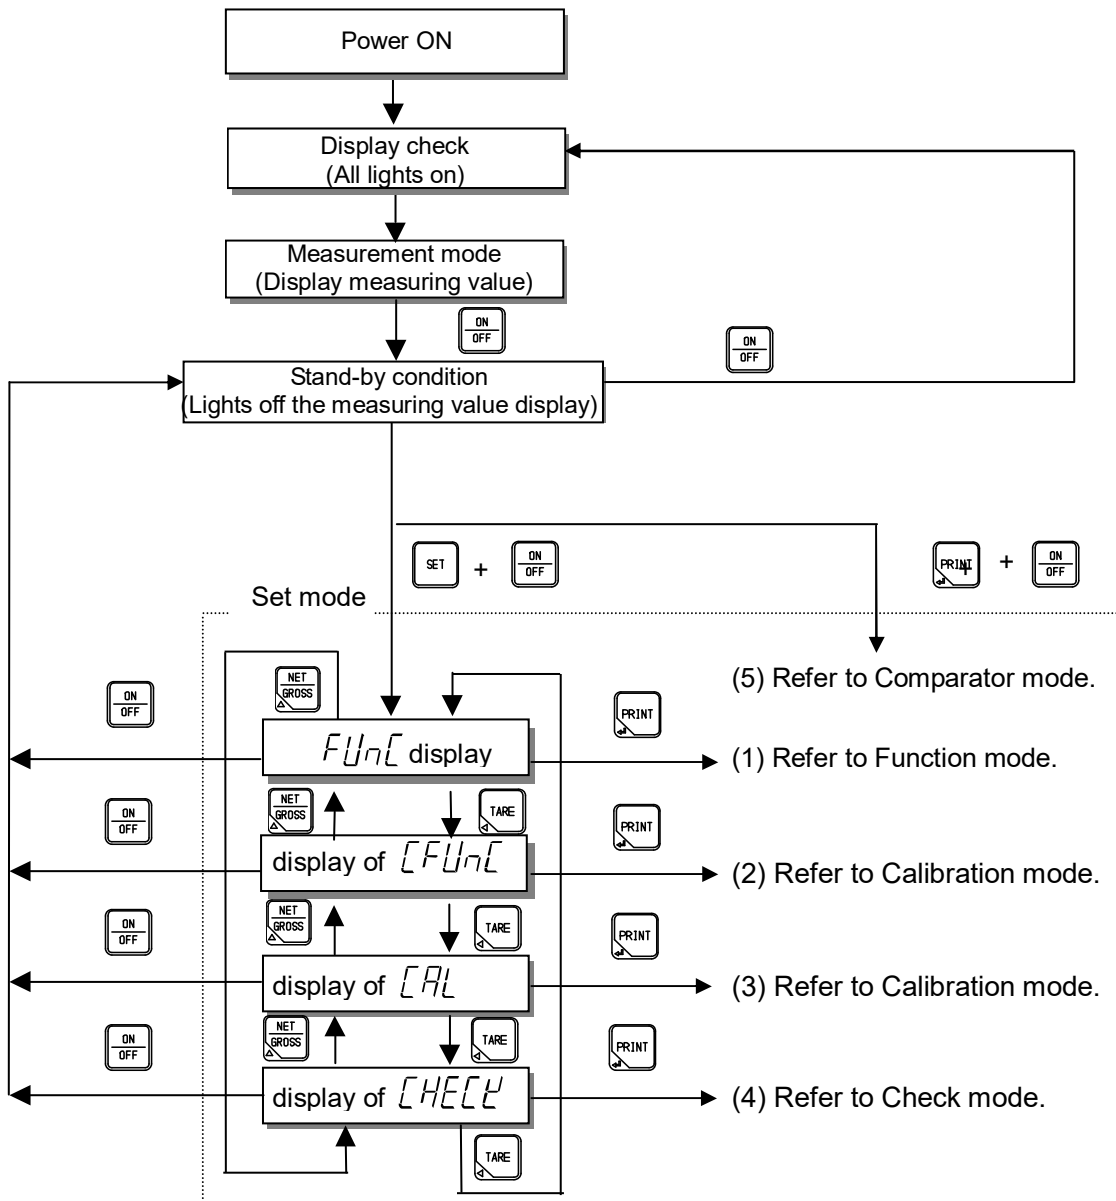 Power ON
Display check
(All lights on)
Measurement mode
(Display measuring value)
ON
OFF
ON
OFF
Stand-by condition
(Lights off the measuring value display)
SET + ON
OFF
PRINT + + ON
OFF
Set mode
NET
GROSS
(5) Refer to Comparator mode.
ON
OFF
PRINT
FUnC display
(1) Refer to Function mode.
NET
GROSS
TARE
ON
OFF
PRINT
display of CFUnC
(2) Refer to Calibration mode.
NET
GROSS
TARE
ON
OFF
PRINT
display of CAL
(3) Refer to Calibration mode.
NET
GROSS
TARE
ON
OFF
PRINT
display of CHECK
(4) Refer to Check mode.
TARE